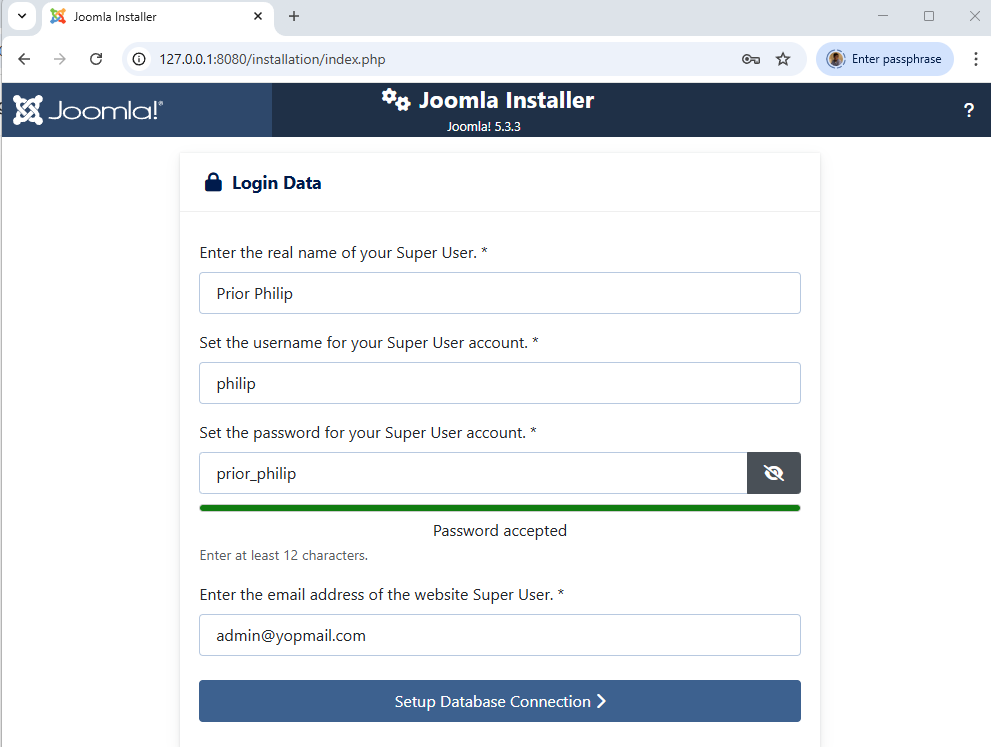 Joomla Installer
127.0.0.1:8080/installation/index.php
Enter passphrase
Joomla!®
Joomla Installer
?
Joomla! 5.3.3
Login Data
Enter the real name of your Super User. *
Prior Philip
Set the username for your Super User account. *
philip
Set the password for your Super User account. *
prior_philip
Password accepted
Enter at least 12 characters.
Enter the email address of the website Super User. *
admin@yopmail.com
Setup Database Connection